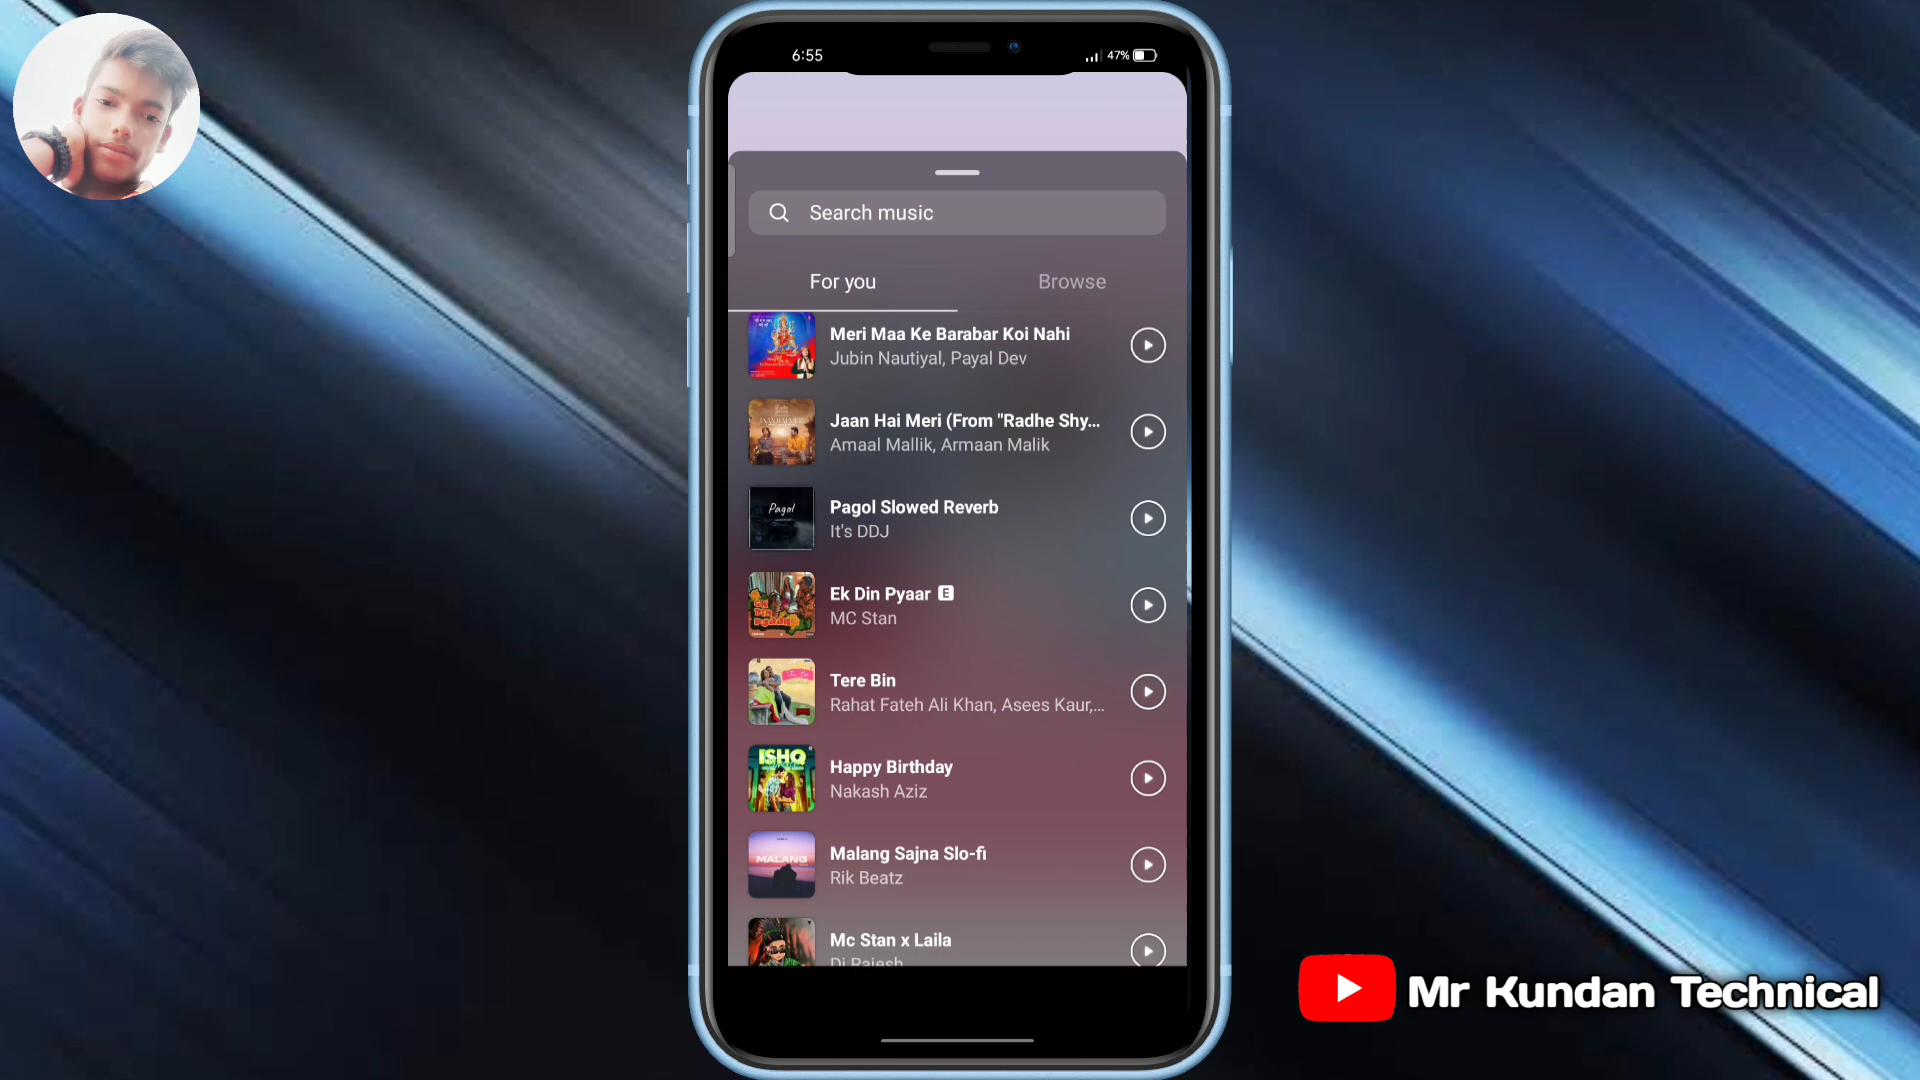 6:55
47%
Search music
For you
Browse
Meri Maa Ke Barabar Koi Nahi
Jubin Nautiyal, Payal Dev
Jaan Hai Meri (From "Radhe Shy...
Amaal Mallik, Armaan Malik
Pagol
Pagol Slowed Reverb
It's DDJ
Ek Din Pyaar E
MC Stan
Tere Bin
Rahat Fateh Ali Khan, Asees Kaur,...
ISHQ
Happy Birthday
Nakash Aziz
MALANG
Malang Sajna Slo-fi
Rik Beatz
Mc Stan x Laila
Dj Rajesh
Mr Kundan Technical